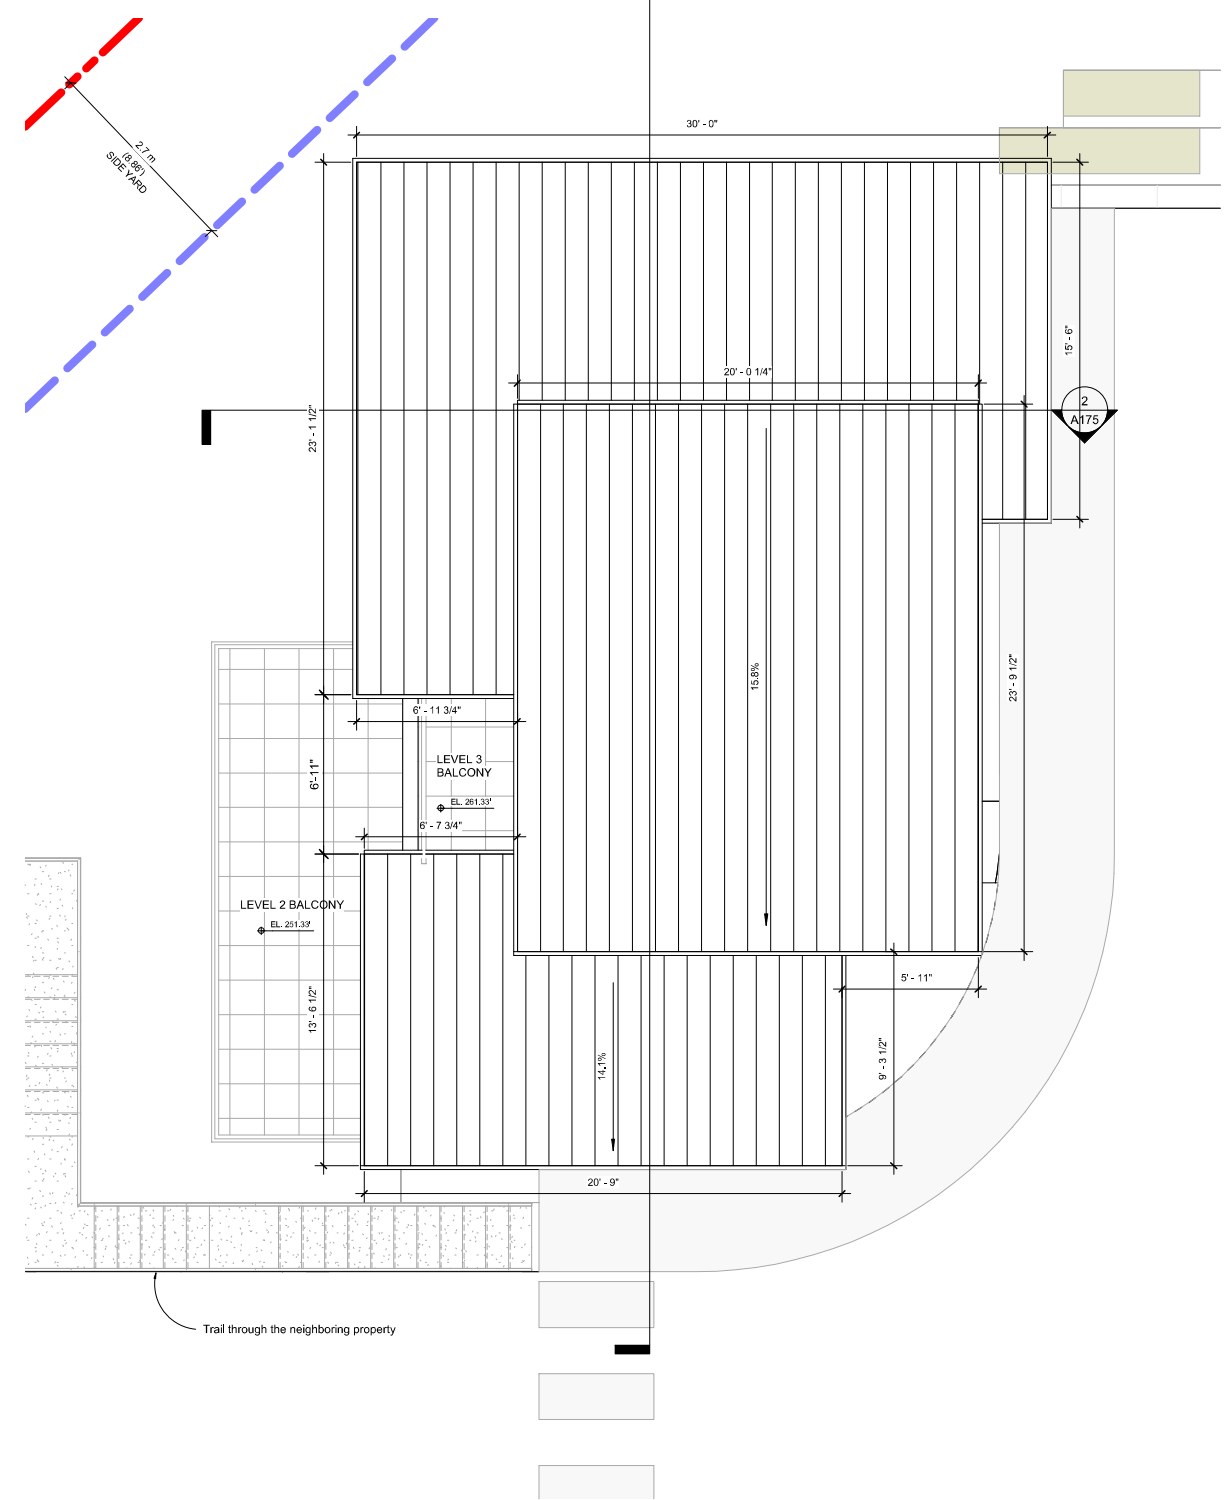 30' - 0"
2.7 m
(8.86')
SIDE YARD
15' - 6"
20' - 0 1/4"
2
A175
23' - 1 1/2"
15.8%
23' - 9 1/2"
6' - 11 3/4"
6'-11"
LEVEL 3
BALCONY
EL. 261.33'
6' - 7 3/4"
LEVEL 2 BALCONY
EL. 251.33'
5' - 11"
13' - 6 1/2"
14.1%
9' - 3 1/2"
20' - 9"
Trail through the neighboring property